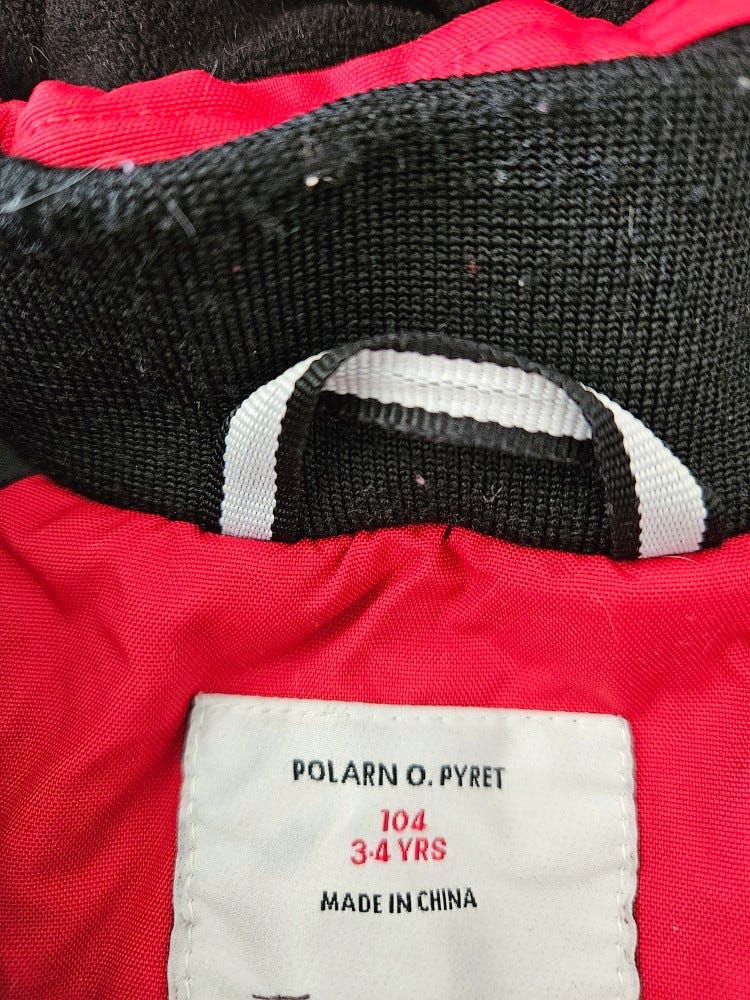 POLARN O. PYRET
104
3-4 YRS
MADE IN CHINA